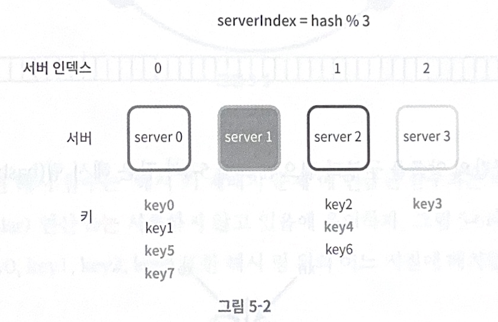 serverIndex = hash % 3
서버 인덱스 0 1 2
서버 server 0 server 1 server 2 server 3
키 key0 key2 key3
key1 key4
key5 key6
key7
그림 5-2